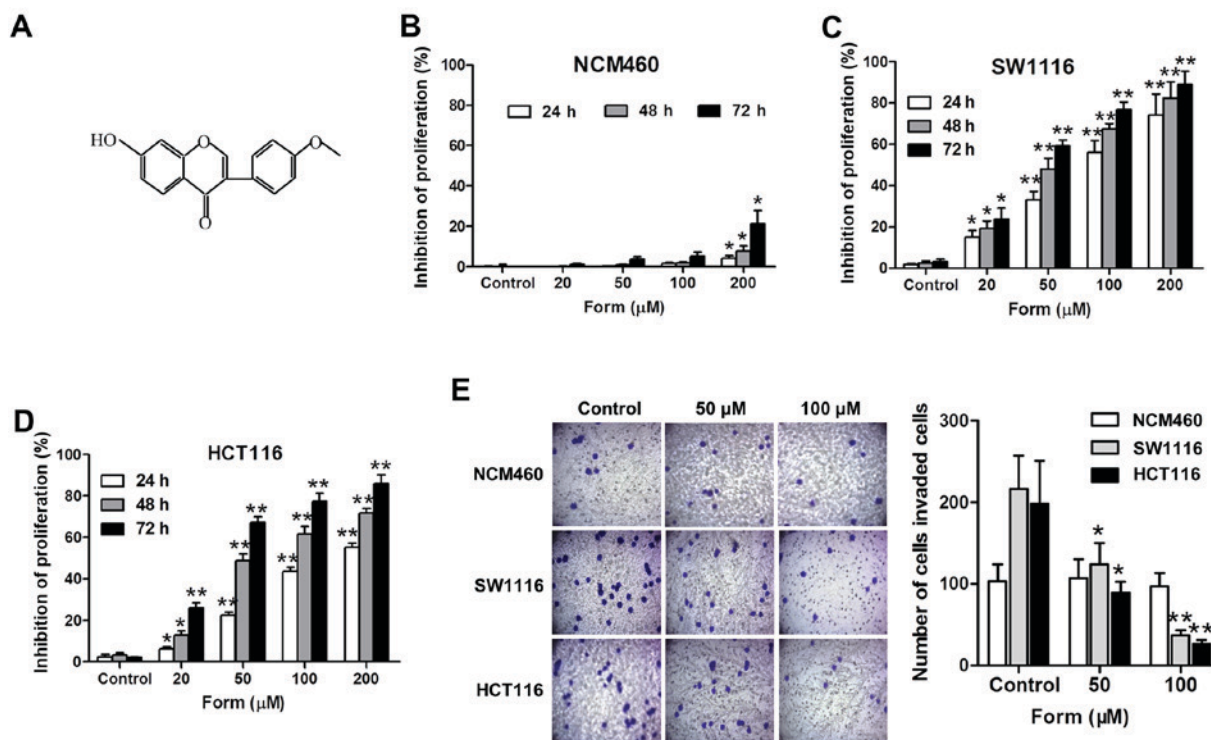 A
HO
O
O
O
B
NCM460
Inhibition of proliferation (%)
100
80
60
40
20
0
24 h 48 h 72 h
* * *
Control 20 50 100 200
Form (µM)
C
SW1116
Inhibition of proliferation (%)
100
80
60
40
20
0
24 h
48 h
72 h
* * * ** ** ** ** ** ** ** ** **
Control 20 50 100 200
Form (µM)
D
HCT116
Inhibition of proliferation (%)
100
80
60
40
20
0
24 h
48 h
72 h
* * ** ** ** ** ** ** ** ** ** **
Control 20 50 100 200
Form (µM)
E
Control 50 µM 100 µM
NCM460
SW1116
HCT116
Number of cells invaded cells
300
200
100
0
NCM460
SW1116
HCT116
* * ** **
Control 50 100
Form (µM)